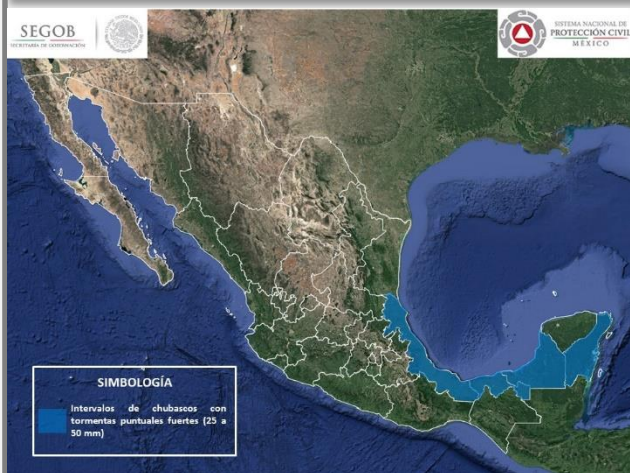 SEGOB
SECRETARÍA DE GOBERNACIÓN
SISTEMA NACIONAL DE
PROTECCIÓN CIVIL
MÉXICO
SIMBOLOGÍA
Intervalos de chubascos con
tormentas puntuales fuertes (25 a
50 mm)